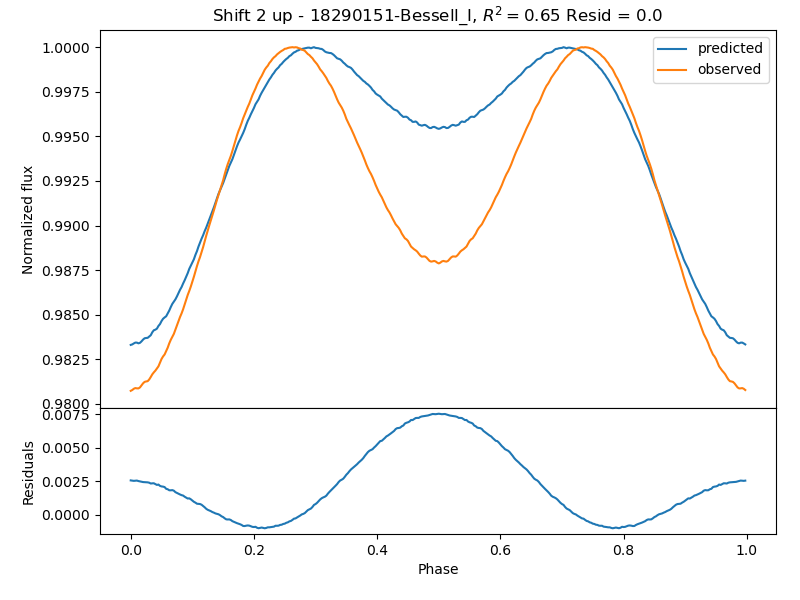 Shift 2 up - 18290151-Bessell_I, R² = 0.65 Resid = 0.0
predicted
observed
Normalized flux
1.0000
0.9975
0.9950
0.9925
0.9900
0.9875
0.9850
0.9825
0.9800
Residuals
0.0075
0.0050
0.0025
0.0000
0.0 0.2 0.4 0.6 0.8 1.0
Phase